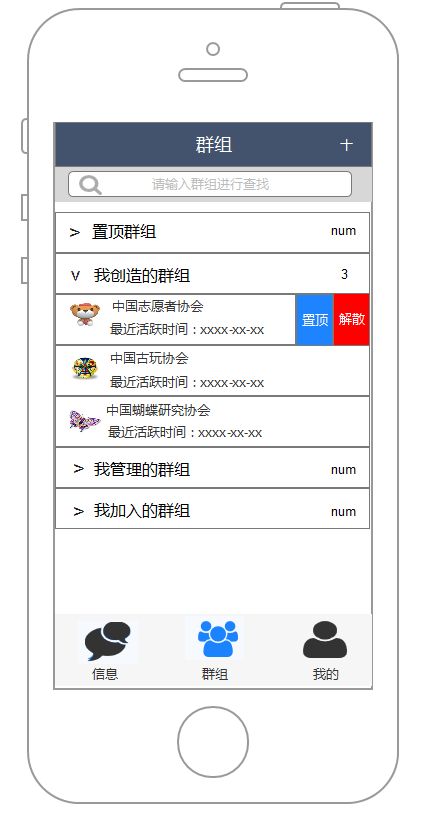 群组 +
请输入群组进行查找
> 置顶群组 num
v 我创造的群组 3
中国志愿者协会
最近活跃时间：xxxx-xx-xx
置顶 解散
中国古玩协会
最近活跃时间：xxxx-xx-xx
中国蝴蝶研究协会
最近活跃时间：xxxx-xx-xx
> 我管理的群组 num
> 我加入的群组 num
信息 群组 我的